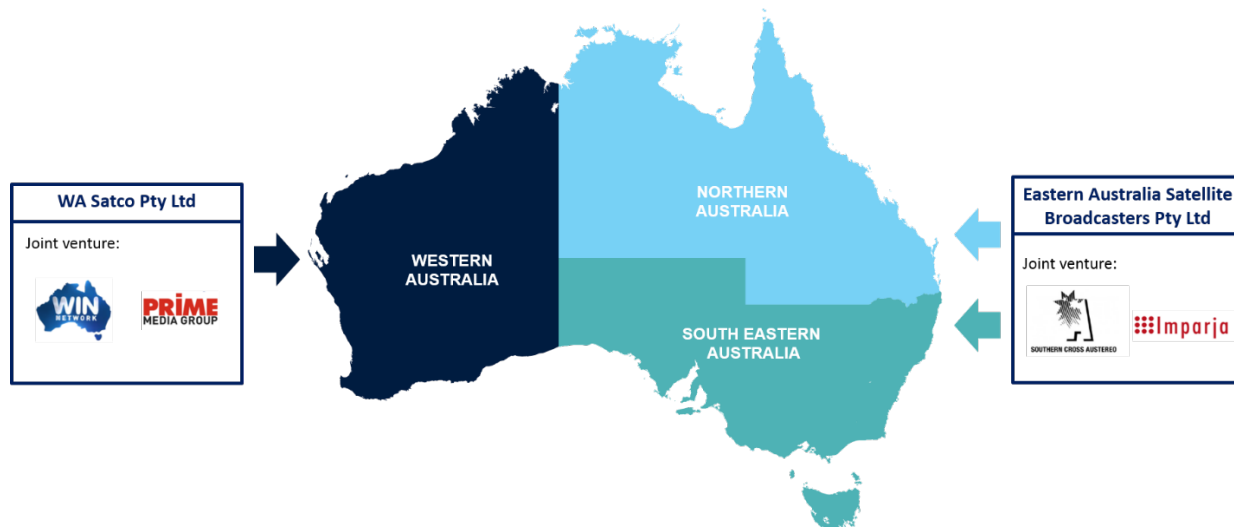 WA Satco Pty Ltd
Joint venture:
WIN
NETWORK
PRIME
MEDIA GROUP
WESTERN
AUSTRALIA
NORTHERN
AUSTRALIA
SOUTH EASTERN
AUSTRALIA
Eastern Australia Satellite
Broadcasters Pty Ltd
Joint venture:
SOUTHERN CROSS AUSTEREO
Imparja